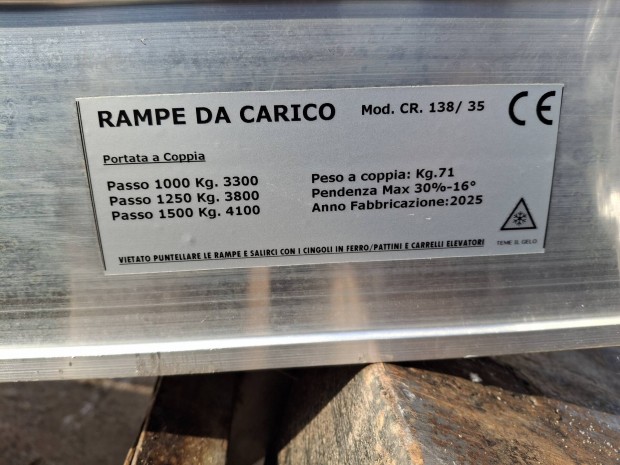 RAMPE DA CARICO Mod. CR. 138/ 35 CE
Portata a Coppia
Passo 1000 Kg. 3300
Passo 1250 Kg. 3800
Passo 1500 Kg. 4100
Peso a coppia: Kg.71
Pendenza Max 30%-16°
Anno Fabbricazione:2025
TEME IL GELO
VIETATO PUNTELLARE LE RAMPE E SALIRCI CON I CINGOLI IN FERRO/PATTINI E CARRELLI ELEVATORI